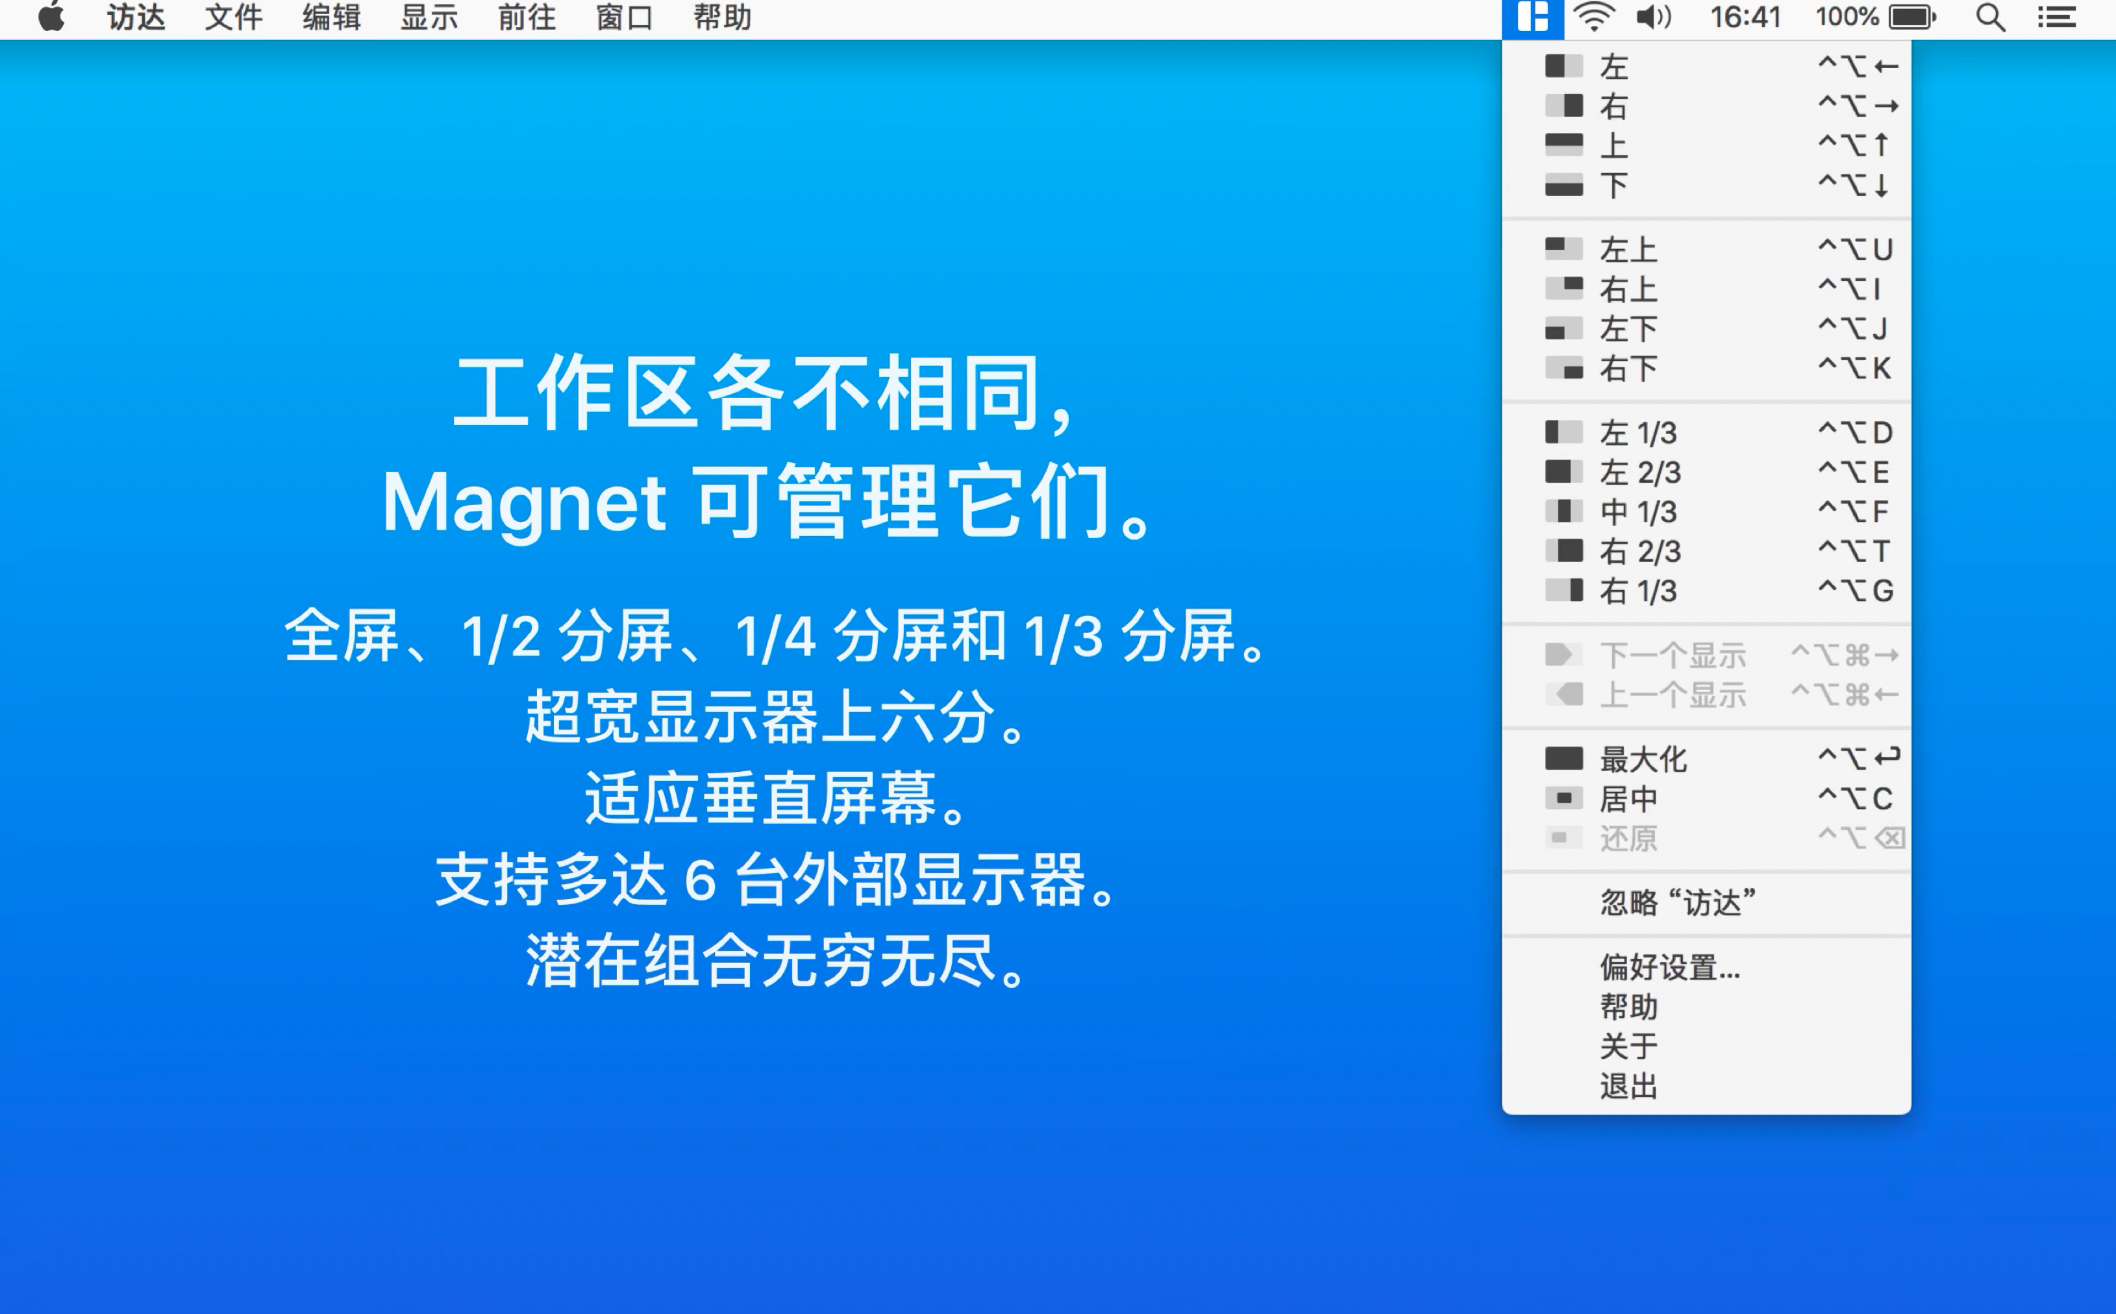 访达 文件 编辑 显示 前往 窗口 帮助 16:41 100%
工作区各不相同，
Magnet 可管理它们。
全屏、1/2 分屏、1/4 分屏和 1/3 分屏。
超宽显示器上六分。
适应垂直屏幕。
支持多达 6 台外部显示器。
潜在组合无穷无尽。
左 ^⌥←
右 ^⌥→
上 ^⌥↑
下 ^⌥↓
左上 ^⌥U
右上 ^⌥I
左下 ^⌥J
右下 ^⌥K
左 1/3 ^⌥D
左 2/3 ^⌥E
中 1/3 ^⌥F
右 2/3 ^⌥T
右 1/3 ^⌥G
下一个显示 ^⌥⌘→
上一个显示 ^⌥⌘←
最大化 ^⌥↩
居中 ^⌥C
还原 ^⌥⌫
忽略 “访达”
偏好设置...
帮助
关于
退出